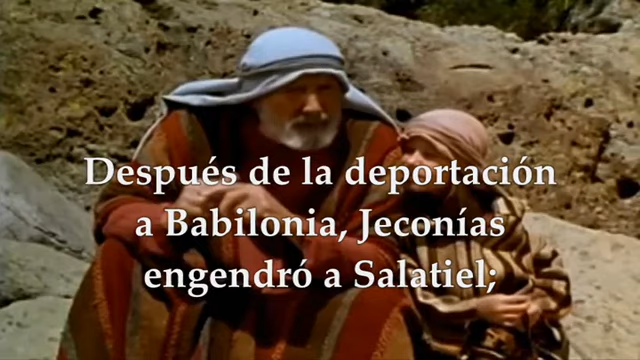 Después de la deportación
a Babilonia, Jeconías
engendró a Salatiel;